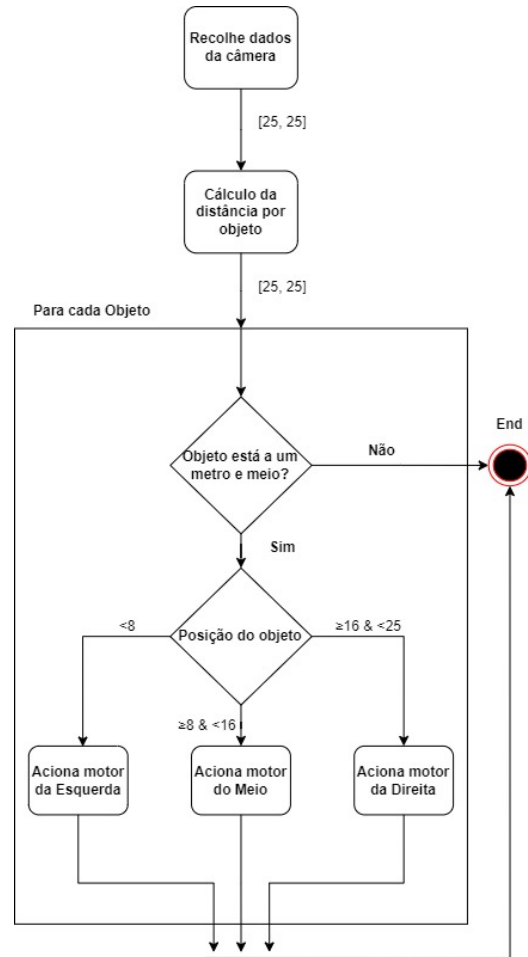 Recolhe dados
da câmera
[25, 25]
Cálculo da
distância por
objeto
[25, 25]
Para cada Objeto
Objeto está a um
metro e meio?
Não
End
Sim
Posição do objeto
<8
≥8 & <16
≥16 & <25
Aciona motor
da Esquerda
Aciona motor
do Meio
Aciona motor
da Direita